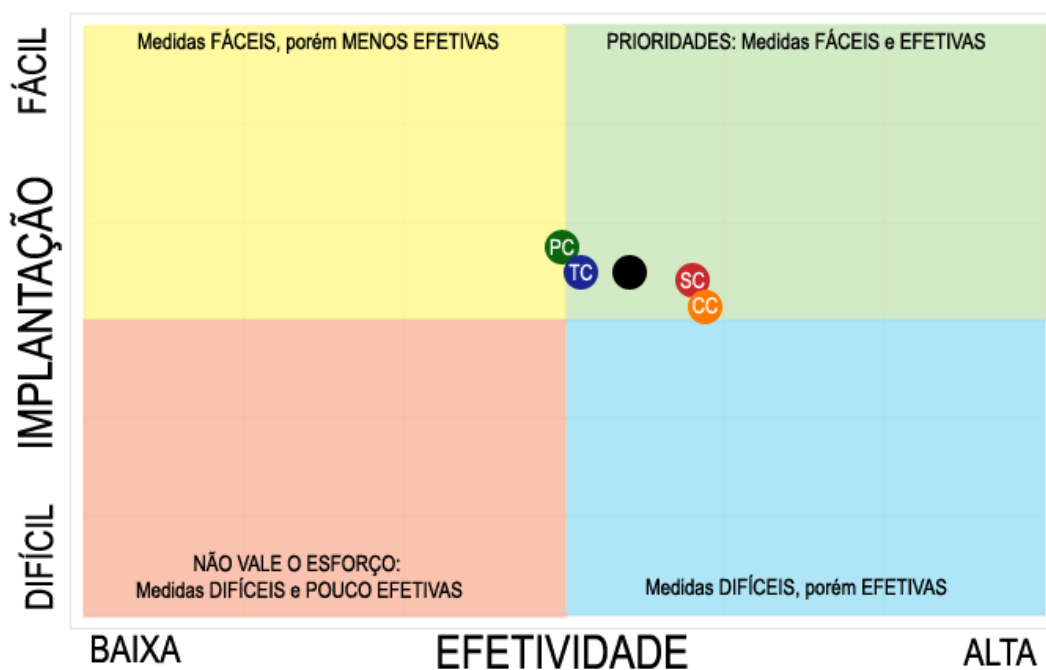 Medidas FÁCEIS, porém MENOS EFETIVAS
PRIORIDADES: Medidas FÁCEIS e EFETIVAS
FÁCIL
IMPLANTAÇÃO
DIFÍCIL
PC
TC
SC
CC
NÃO VALE O ESFORÇO:
Medidas DIFÍCEIS e POUCO EFETIVAS
Medidas DIFÍCEIS, porém EFETIVAS
BAIXA
EFETIVIDADE
ALTA